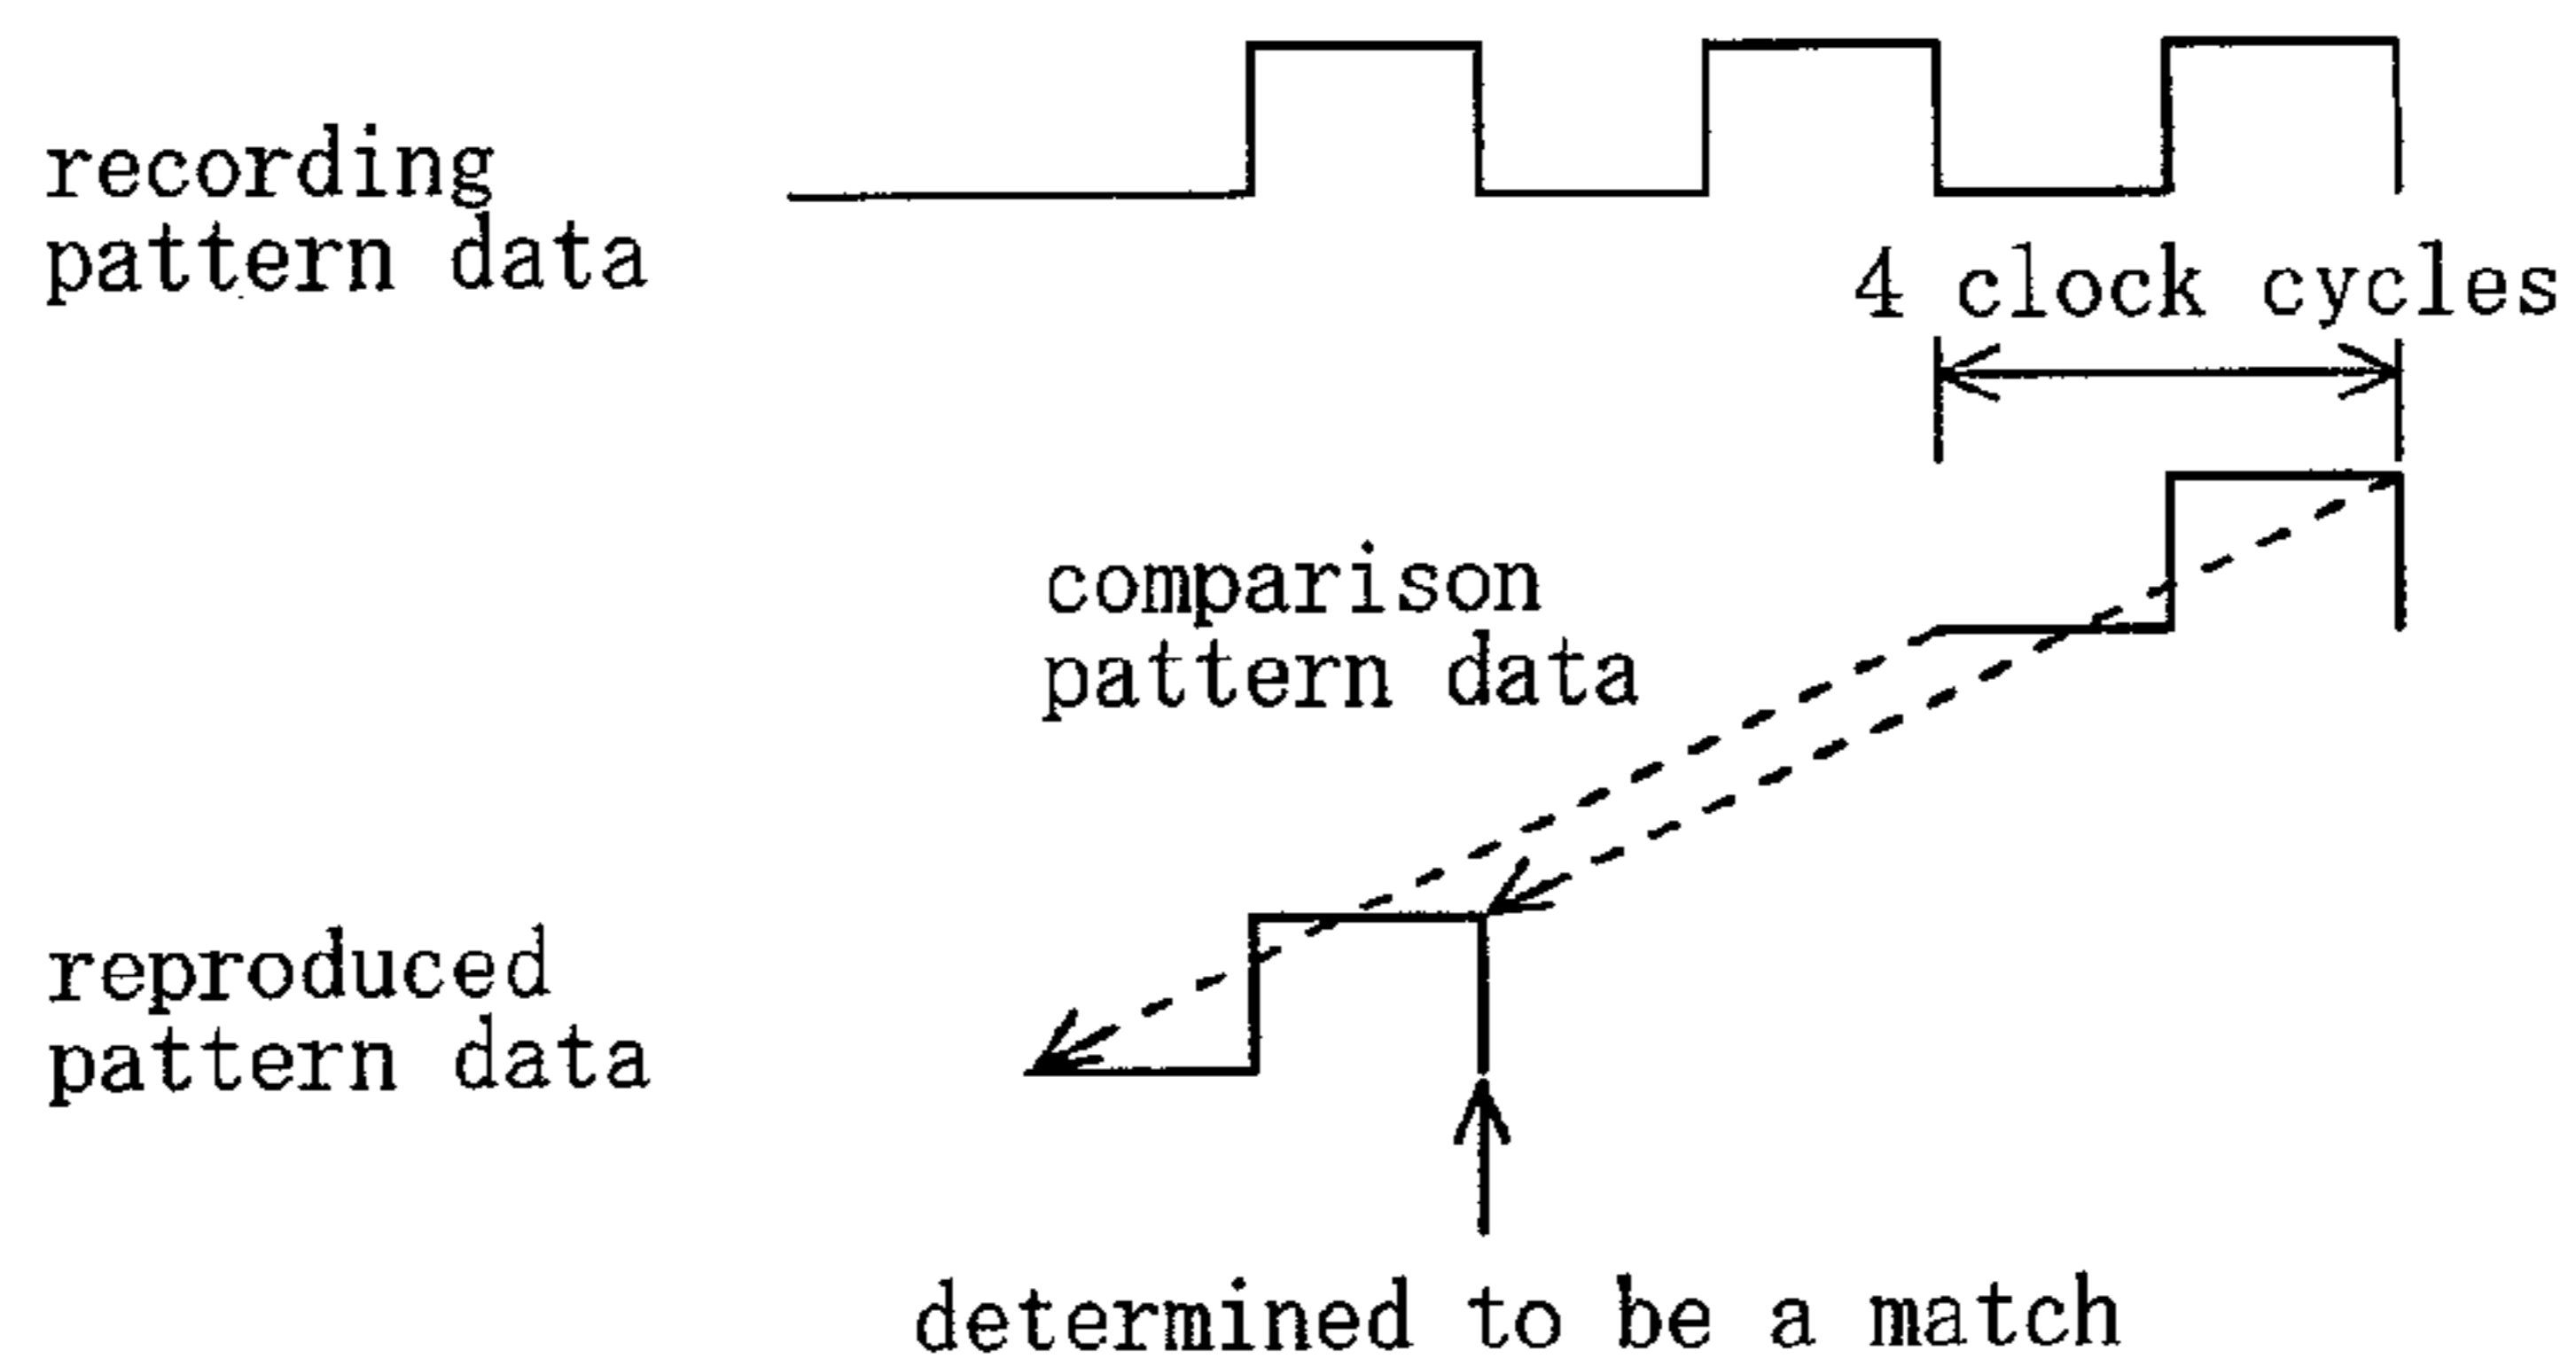 recording
pattern data
4 clock cycles
comparison
pattern data
reproduced
pattern data
determined to be a match